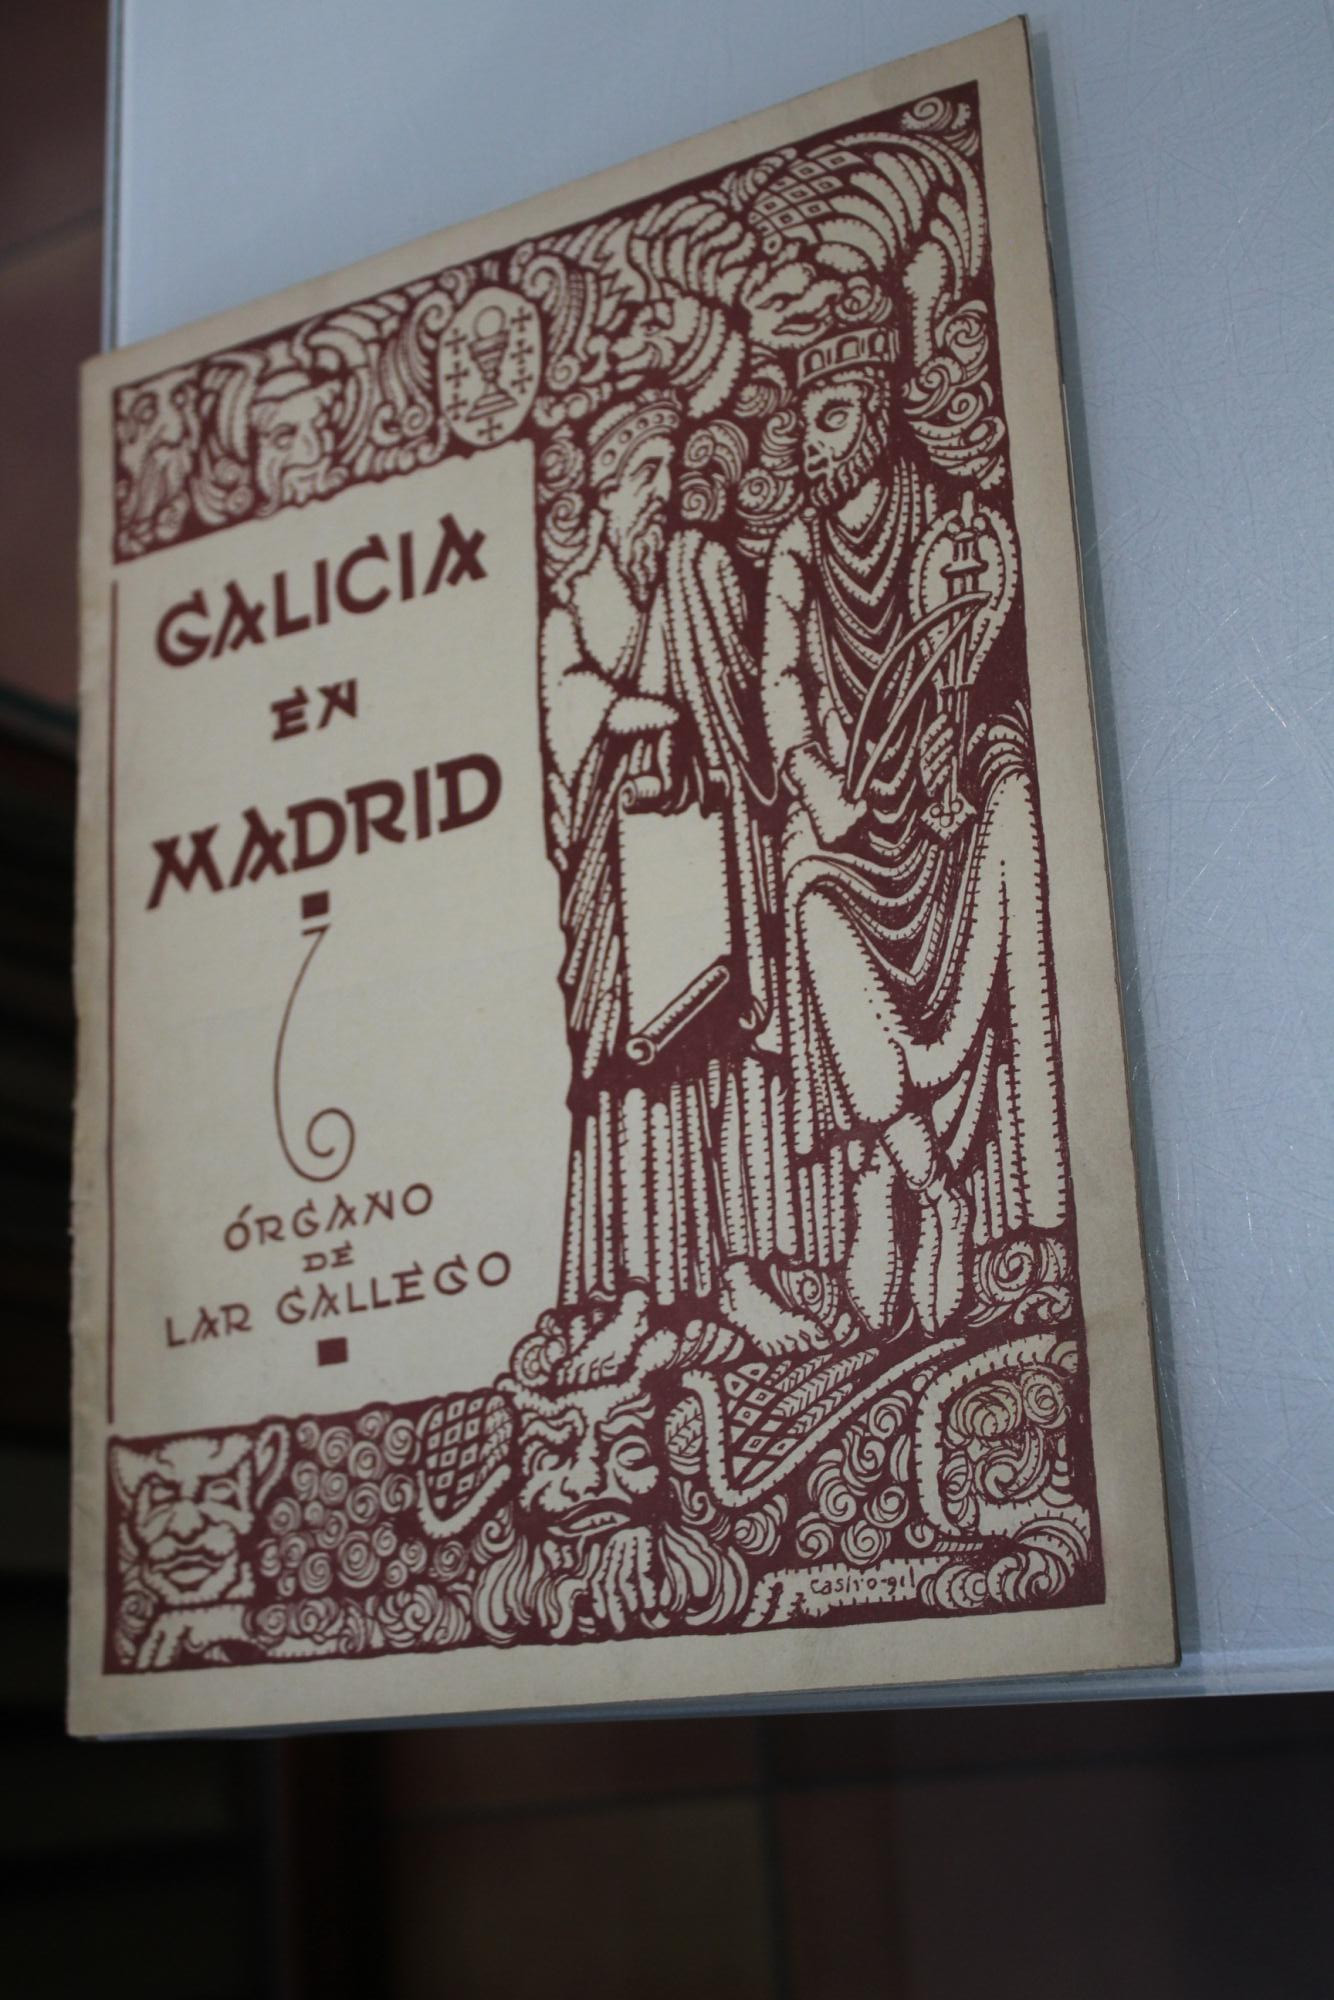 GALICIA
EN
MADRID
ÓRGANO
DE
LAR GALLEGO
castro-gil